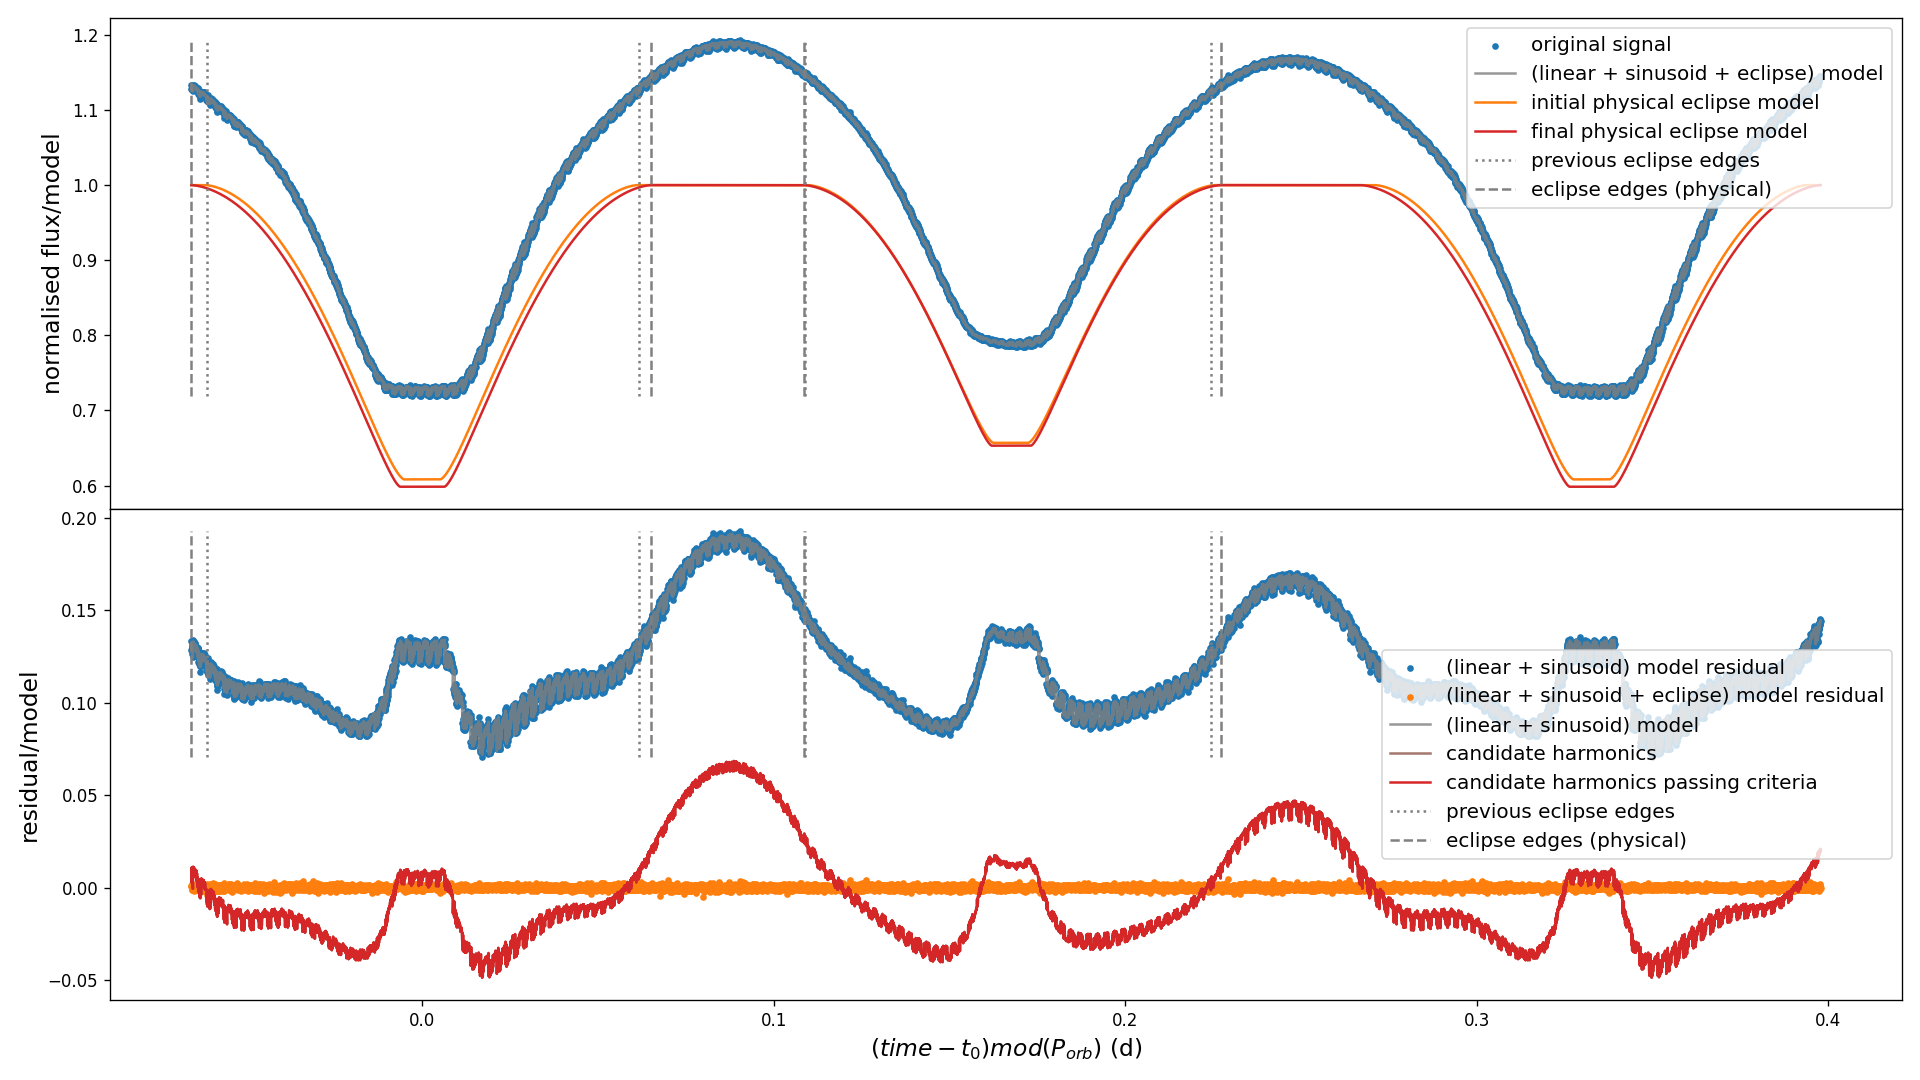 normalised flux/model
1.2
1.1
1.0
0.9
0.8
0.7
0.6
original signal
(linear + sinusoid + eclipse) model
initial physical eclipse model
final physical eclipse model
previous eclipse edges
eclipse edges (physical)
residual/model
0.20
0.15
0.10
0.05
0.00
−0.05
(linear + sinusoid) model residual
(linear + sinusoid + eclipse) model residual
(linear + sinusoid) model
candidate harmonics
candidate harmonics passing criteria
previous eclipse edges
eclipse edges (physical)
0.0 0.1 0.2 0.3 0.4
(time − t₀)mod(P_orb) (d)